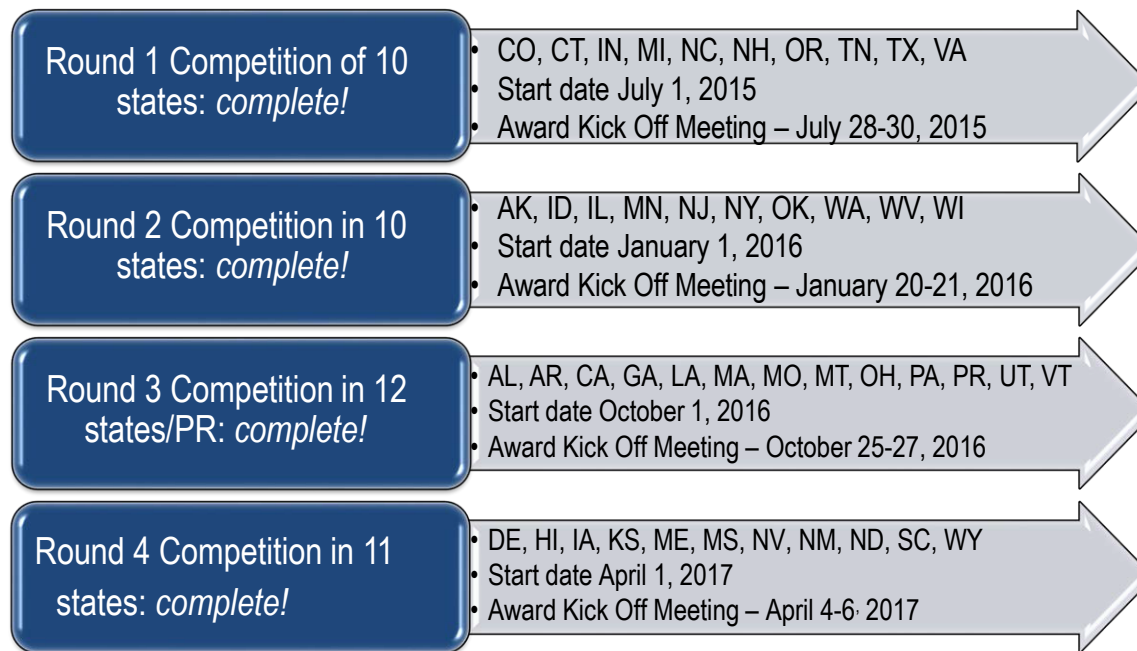 Round 1 Competition of 10
states: complete!
• CO, CT, IN, MI, NC, NH, OR, TN, TX, VA
• Start date July 1, 2015
• Award Kick Off Meeting – July 28-30, 2015
Round 2 Competition in 10
states: complete!
• AK, ID, IL, MN, NJ, NY, OK, WA, WV, WI
• Start date January 1, 2016
• Award Kick Off Meeting – January 20-21, 2016
Round 3 Competition in 12
states/PR: complete!
• AL, AR, CA, GA, LA, MA, MO, MT, OH, PA, PR, UT, VT
• Start date October 1, 2016
• Award Kick Off Meeting – October 25-27, 2016
Round 4 Competition in 11
states: complete!
• DE, HI, IA, KS, ME, MS, NV, NM, ND, SC, WY
• Start date April 1, 2017
• Award Kick Off Meeting – April 4-6, 2017